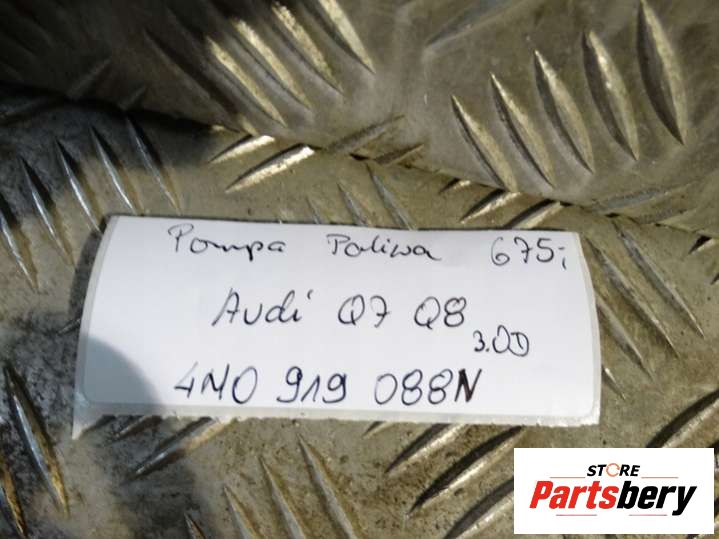 Pompa Paliwa 675;
Audi Q7 Q8
3.0D
4M0 919 088N
STORE
Partsbery